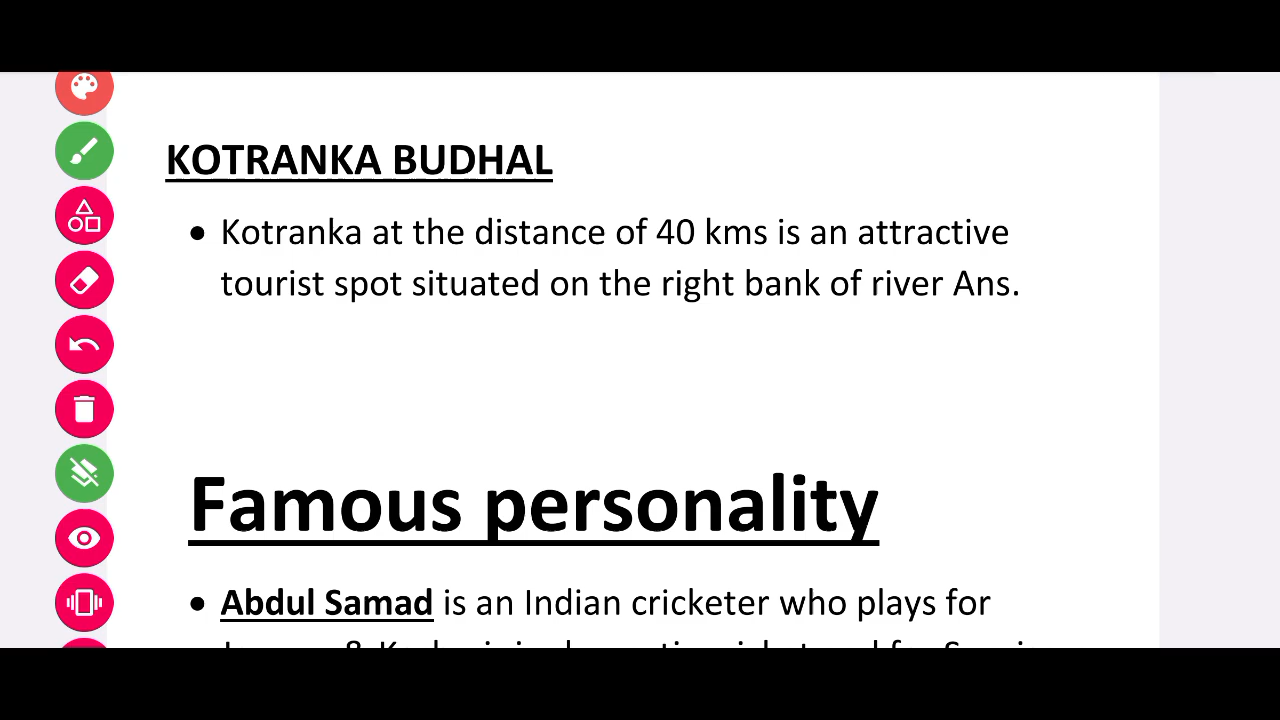 KOTRANKA BUDHAL
• Kotranka at the distance of 40 kms is an attractive
tourist spot situated on the right bank of river Ans.
Famous personality
• Abdul Samad is an Indian cricketer who plays for